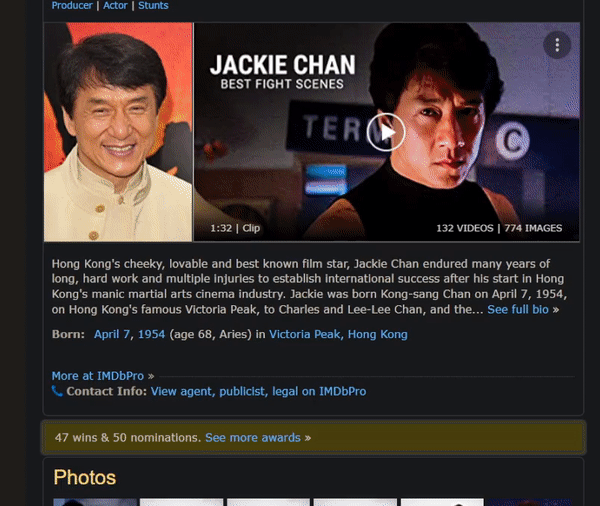 Producer | Actor | Stunts
JACKIE CHAN
BEST FIGHT SCENES
TERM
C
1:32 | Clip
132 VIDEOS | 774 IMAGES
Hong Kong's cheeky, lovable and best known film star, Jackie Chan endured many years of
long, hard work and multiple injuries to establish international success after his start in Hong
Kong's manic martial arts cinema industry. Jackie was born Kong-sang Chan on April 7, 1954,
on Hong Kong's famous Victoria Peak, to Charles and Lee-Lee Chan, and the... See full bio »
Born: April 7, 1954 (age 68, Aries) in Victoria Peak, Hong Kong
More at IMDbPro »
Contact Info: View agent, publicist, legal on IMDbPro
47 wins & 50 nominations. See more awards »
Photos